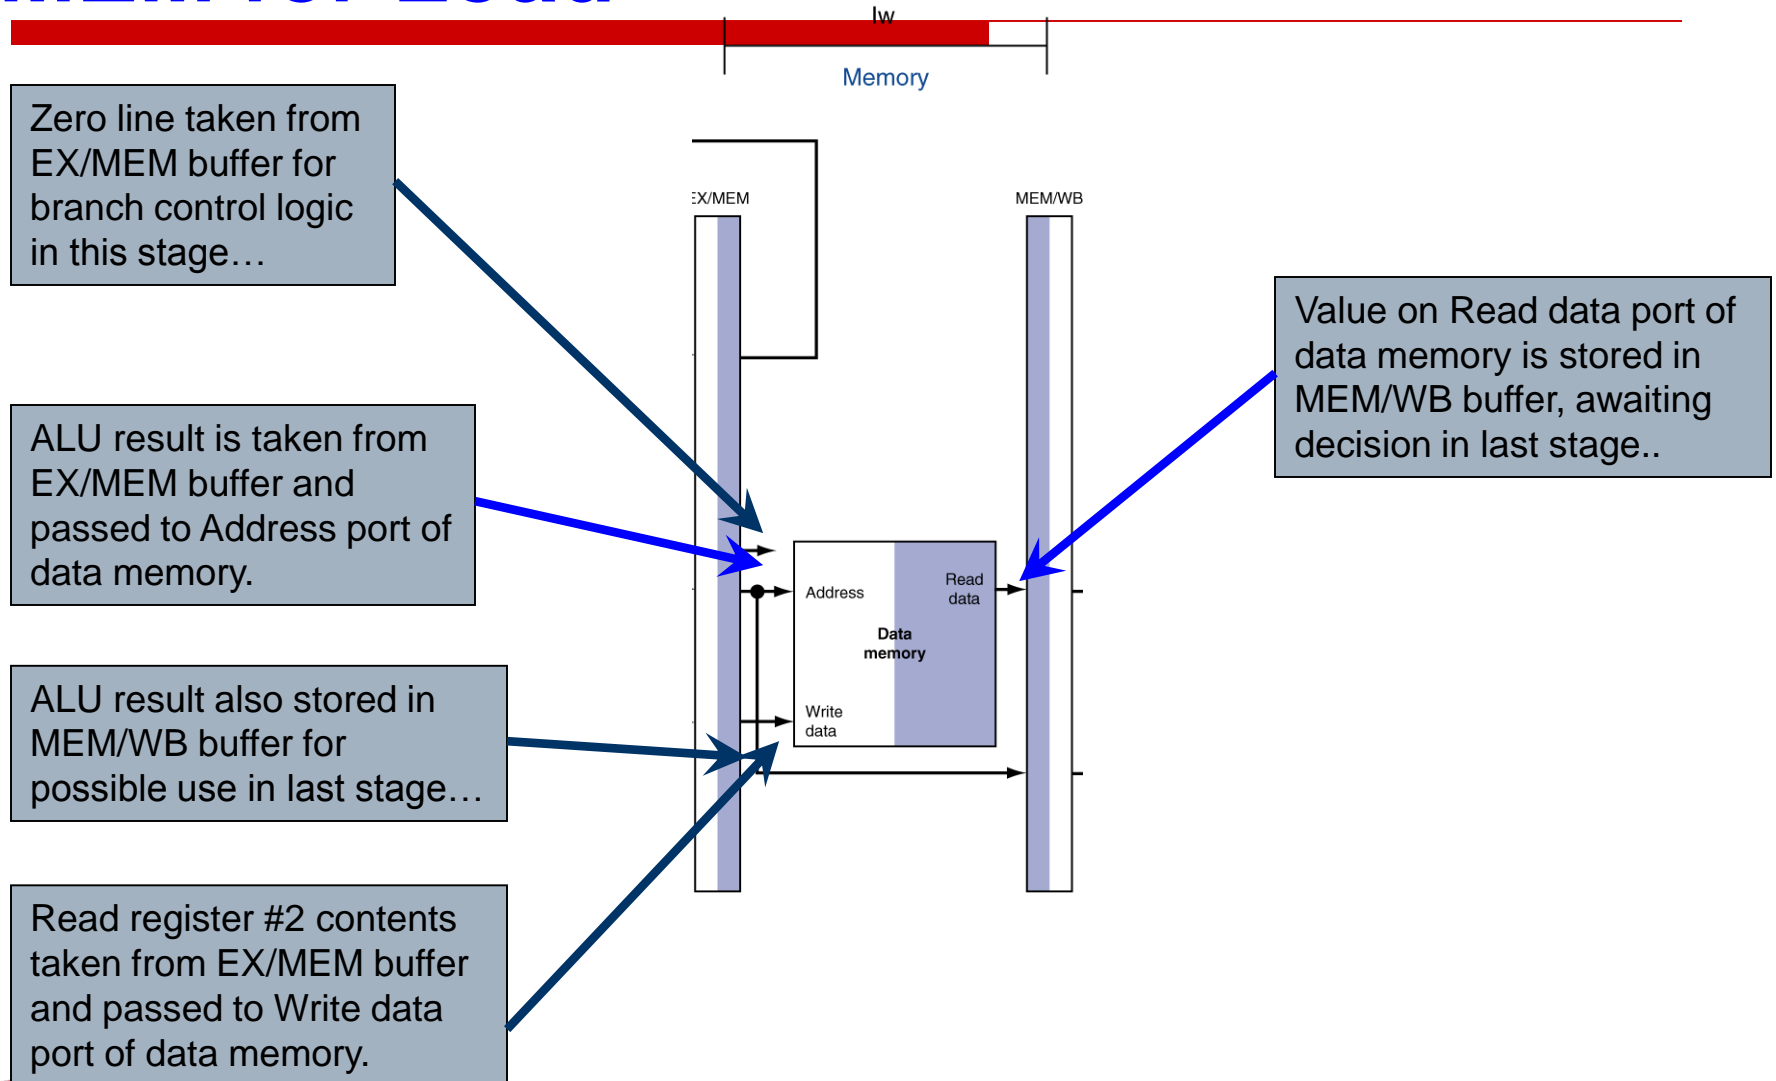 MEM for Load
lw
Memory
Zero line taken from
EX/MEM buffer for
branch control logic
in this stage…
EX/MEM
MEM/WB
Value on Read data port of
data memory is stored in
MEM/WB buffer, awaiting
decision in last stage..
ALU result is taken from
EX/MEM buffer and
passed to Address port of
data memory.
Address
Read
data
Data
memory
Write
data
ALU result also stored in
MEM/WB buffer for
possible use in last stage…
Read register #2 contents
taken from EX/MEM buffer
and passed to Write data
port of data memory.